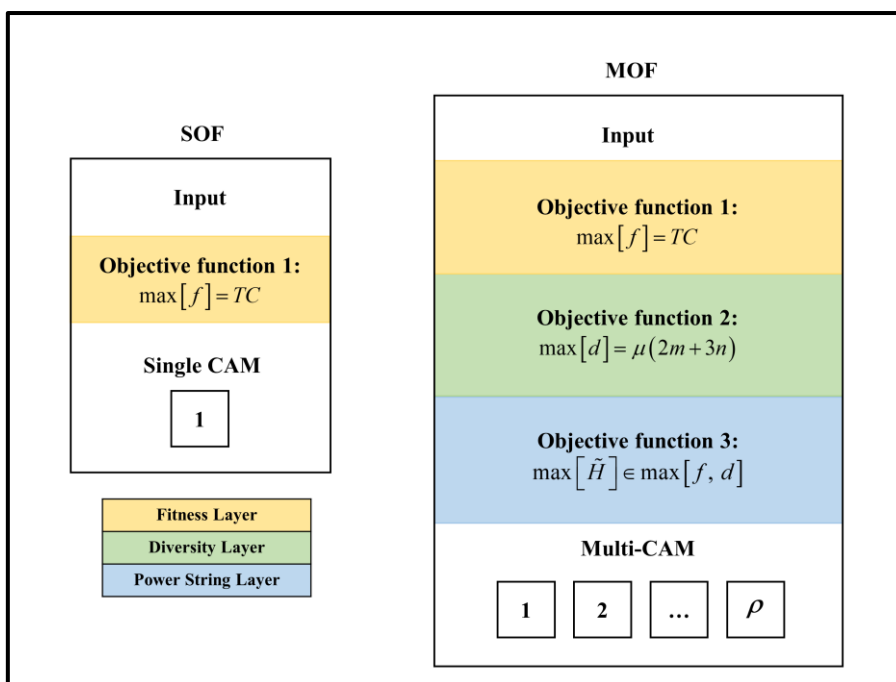 SOF
Input
Objective function 1:
max[f] = TC
Single CAM
1
Fitness Layer
Diversity Layer
Power String Layer
MOF
Input
Objective function 1:
max[f] = TC
Objective function 2:
max[d] = μ(2m + 3n)
Objective function 3:
max[H̃] ∈ max[f, d]
Multi-CAM
1 2 ... ρ